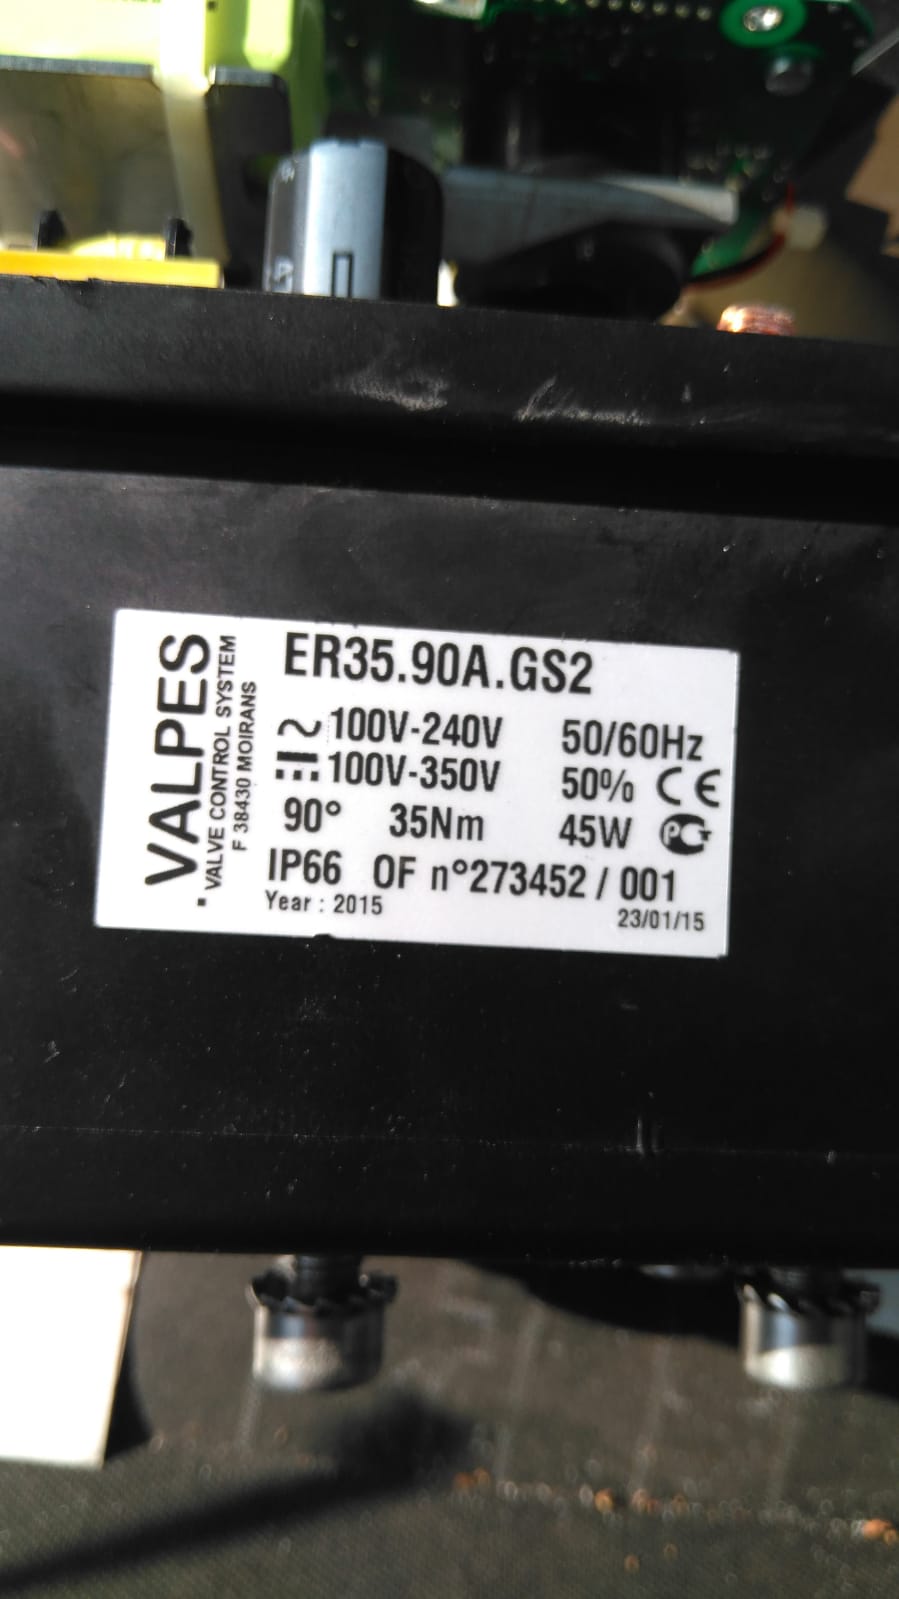 VALPES
VALVE CONTROL SYSTEM
F 38430 MOIRANS
ER35.90A.GS2
100V-240V 50/60Hz
100V-350V 50% CE
90° 35Nm 45W
IP66 OF n°273452 / 001
Year : 2015
23/01/15